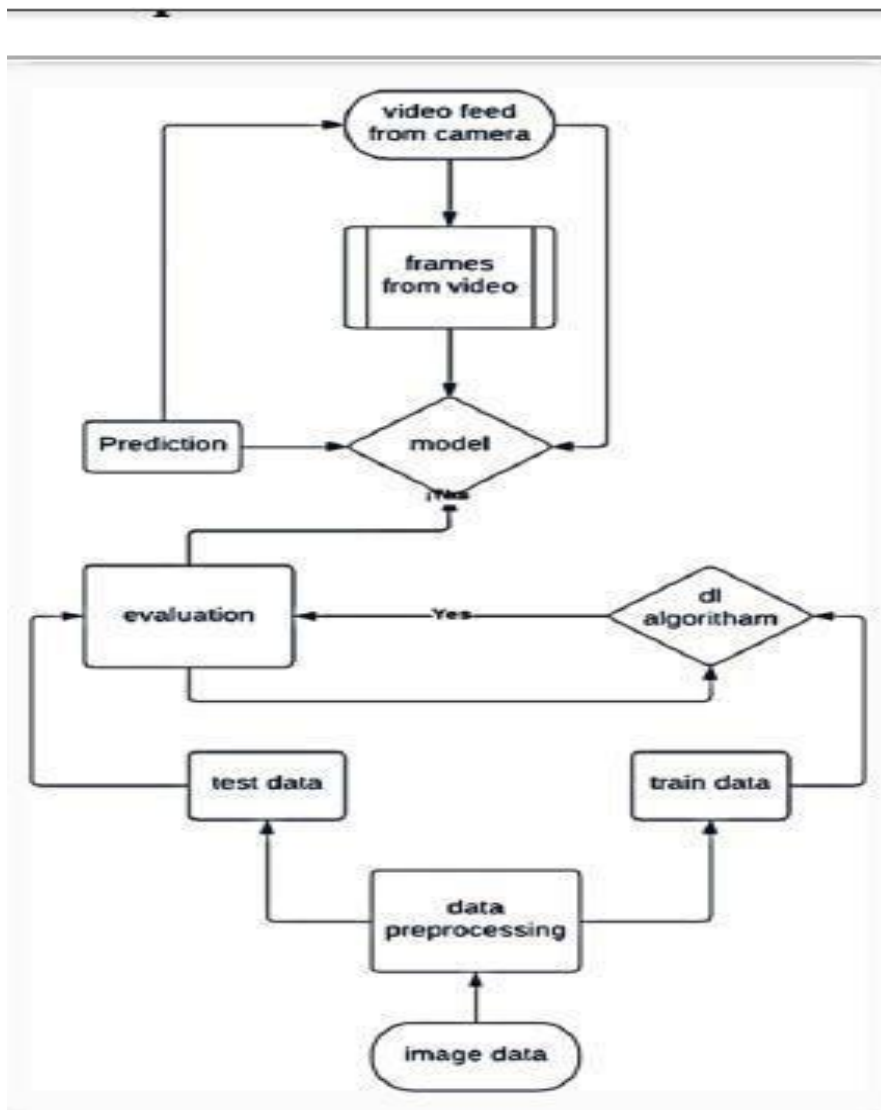 video feed
from camera
frames
from video
Prediction
model
evaluation
Yes
dl
algoritham
test data
train data
data
preprocessing
image data